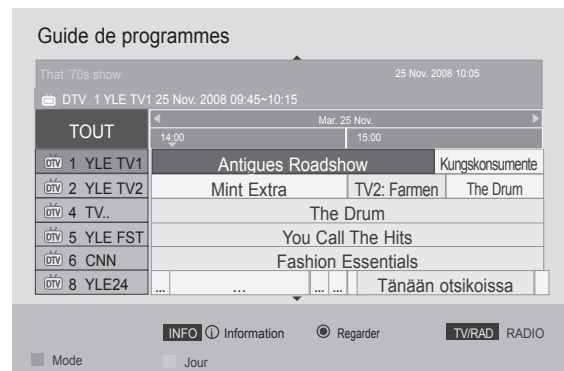 Guide de programmes
That '70s show 25 Nov. 2008 10:05
DTV 1 YLE TV1 25 Nov. 2008 09:45~10:15
TOUT
Mar. 25 Nov.
14:00 15:00
DTV 1 YLE TV1 Antigues Roadshow Kungskonsumente
DTV 2 YLE TV2 Mint Extra TV2: Farmen The Drum
DTV 4 TV.. The Drum
DTV 5 YLE FST You Call The Hits
DTV 6 CNN Fashion Essentials
DTV 8 YLE24 ... ... ... ... Tänään otsikoissa
INFO i Information Regarder TV/RAD RADIO
Mode Jour